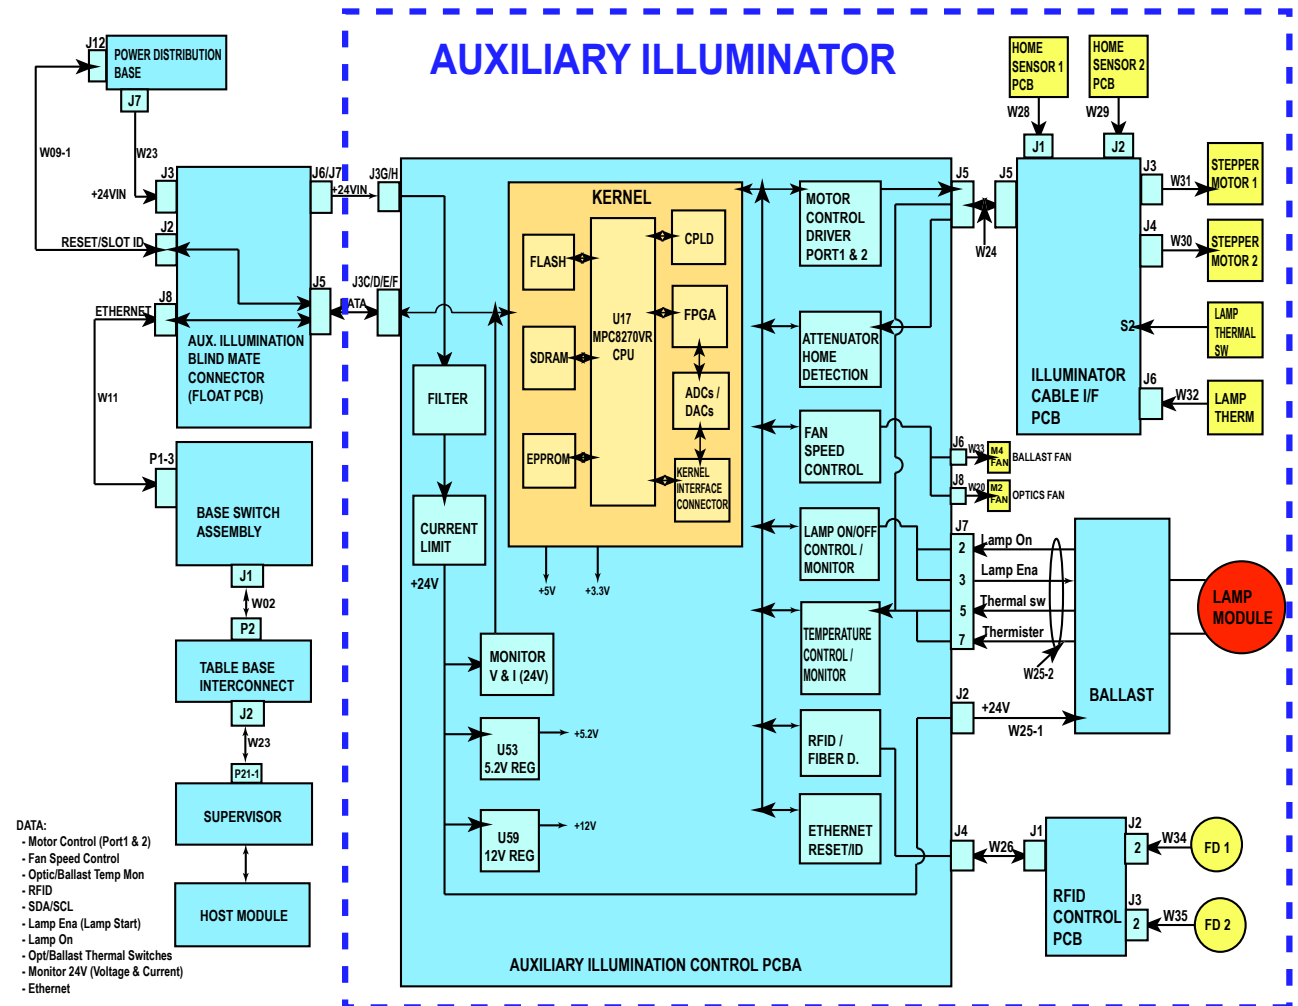 AUXILIARY ILLUMINATOR
J12
POWER DISTRIBUTION
BASE
J7
W09-1
W23
+24VIN
J3
J6/J7
+24VIN
J3G/H
RESET/SLOT ID
J2
J5
DATA
J3C/D/E/F
ETHERNET
J8
AUX. ILLUMINATION
BLIND MATE
CONNECTOR
(FLOAT PCB)
W11
P1-3
BASE SWITCH
ASSEMBLY
J1
W02
P2
TABLE BASE
INTERCONNECT
J2
W23
P21-1
SUPERVISOR
HOST MODULE
DATA:
- Motor Control (Port1 & 2)
- Fan Speed Control
- Optic/Ballast Temp Mon
- RFID
- SDA/SCL
- Lamp Ena (Lamp Start)
- Lamp On
- Opt/Ballast Thermal Switches
- Monitor 24V (Voltage & Current)
- Ethernet
KERNEL
FLASH
SDRAM
EPPROM
U17
MPC8270VR
CPU
CPLD
FPGA
ADCs /
DACs
KERNEL
INTERFACE
CONNECTOR
+5V
+3.3V
FILTER
CURRENT
LIMIT
+24V
MONITOR
V & I (24V)
U53
5.2V REG
+5.2V
U59
12V REG
+12V
MOTOR
CONTROL
DRIVER
PORT1 & 2
ATTENUATOR
HOME
DETECTION
FAN
SPEED
CONTROL
LAMP ON/OFF
CONTROL /
MONITOR
TEMPERATURE
CONTROL /
MONITOR
RFID /
FIBER D.
ETHERNET
RESET/ID
AUXILIARY ILLUMINATION CONTROL PCBA
J5
W24
J5
HOME
SENSOR 1
PCB
W28
J1
HOME
SENSOR 2
PCB
W29
J2
J3
W31
STEPPER
MOTOR 1
J4
W30
STEPPER
MOTOR 2
S2
LAMP
THERMAL
SW
J6
W32
LAMP
THERM
ILLUMINATOR
CABLE I/F
PCB
J6
W33
M4
FAN
BALLAST FAN
J8
W20
M2
FAN
OPTICS FAN
J7
2
Lamp On
3
Lamp Ena
5
Thermal sw
7
Thermister
W25-2
J2
+24V
W25-1
BALLAST
LAMP
MODULE
J4
W26
J1
RFID
CONTROL
PCB
J2
2
W34
FD 1
J3
2
W35
FD 2